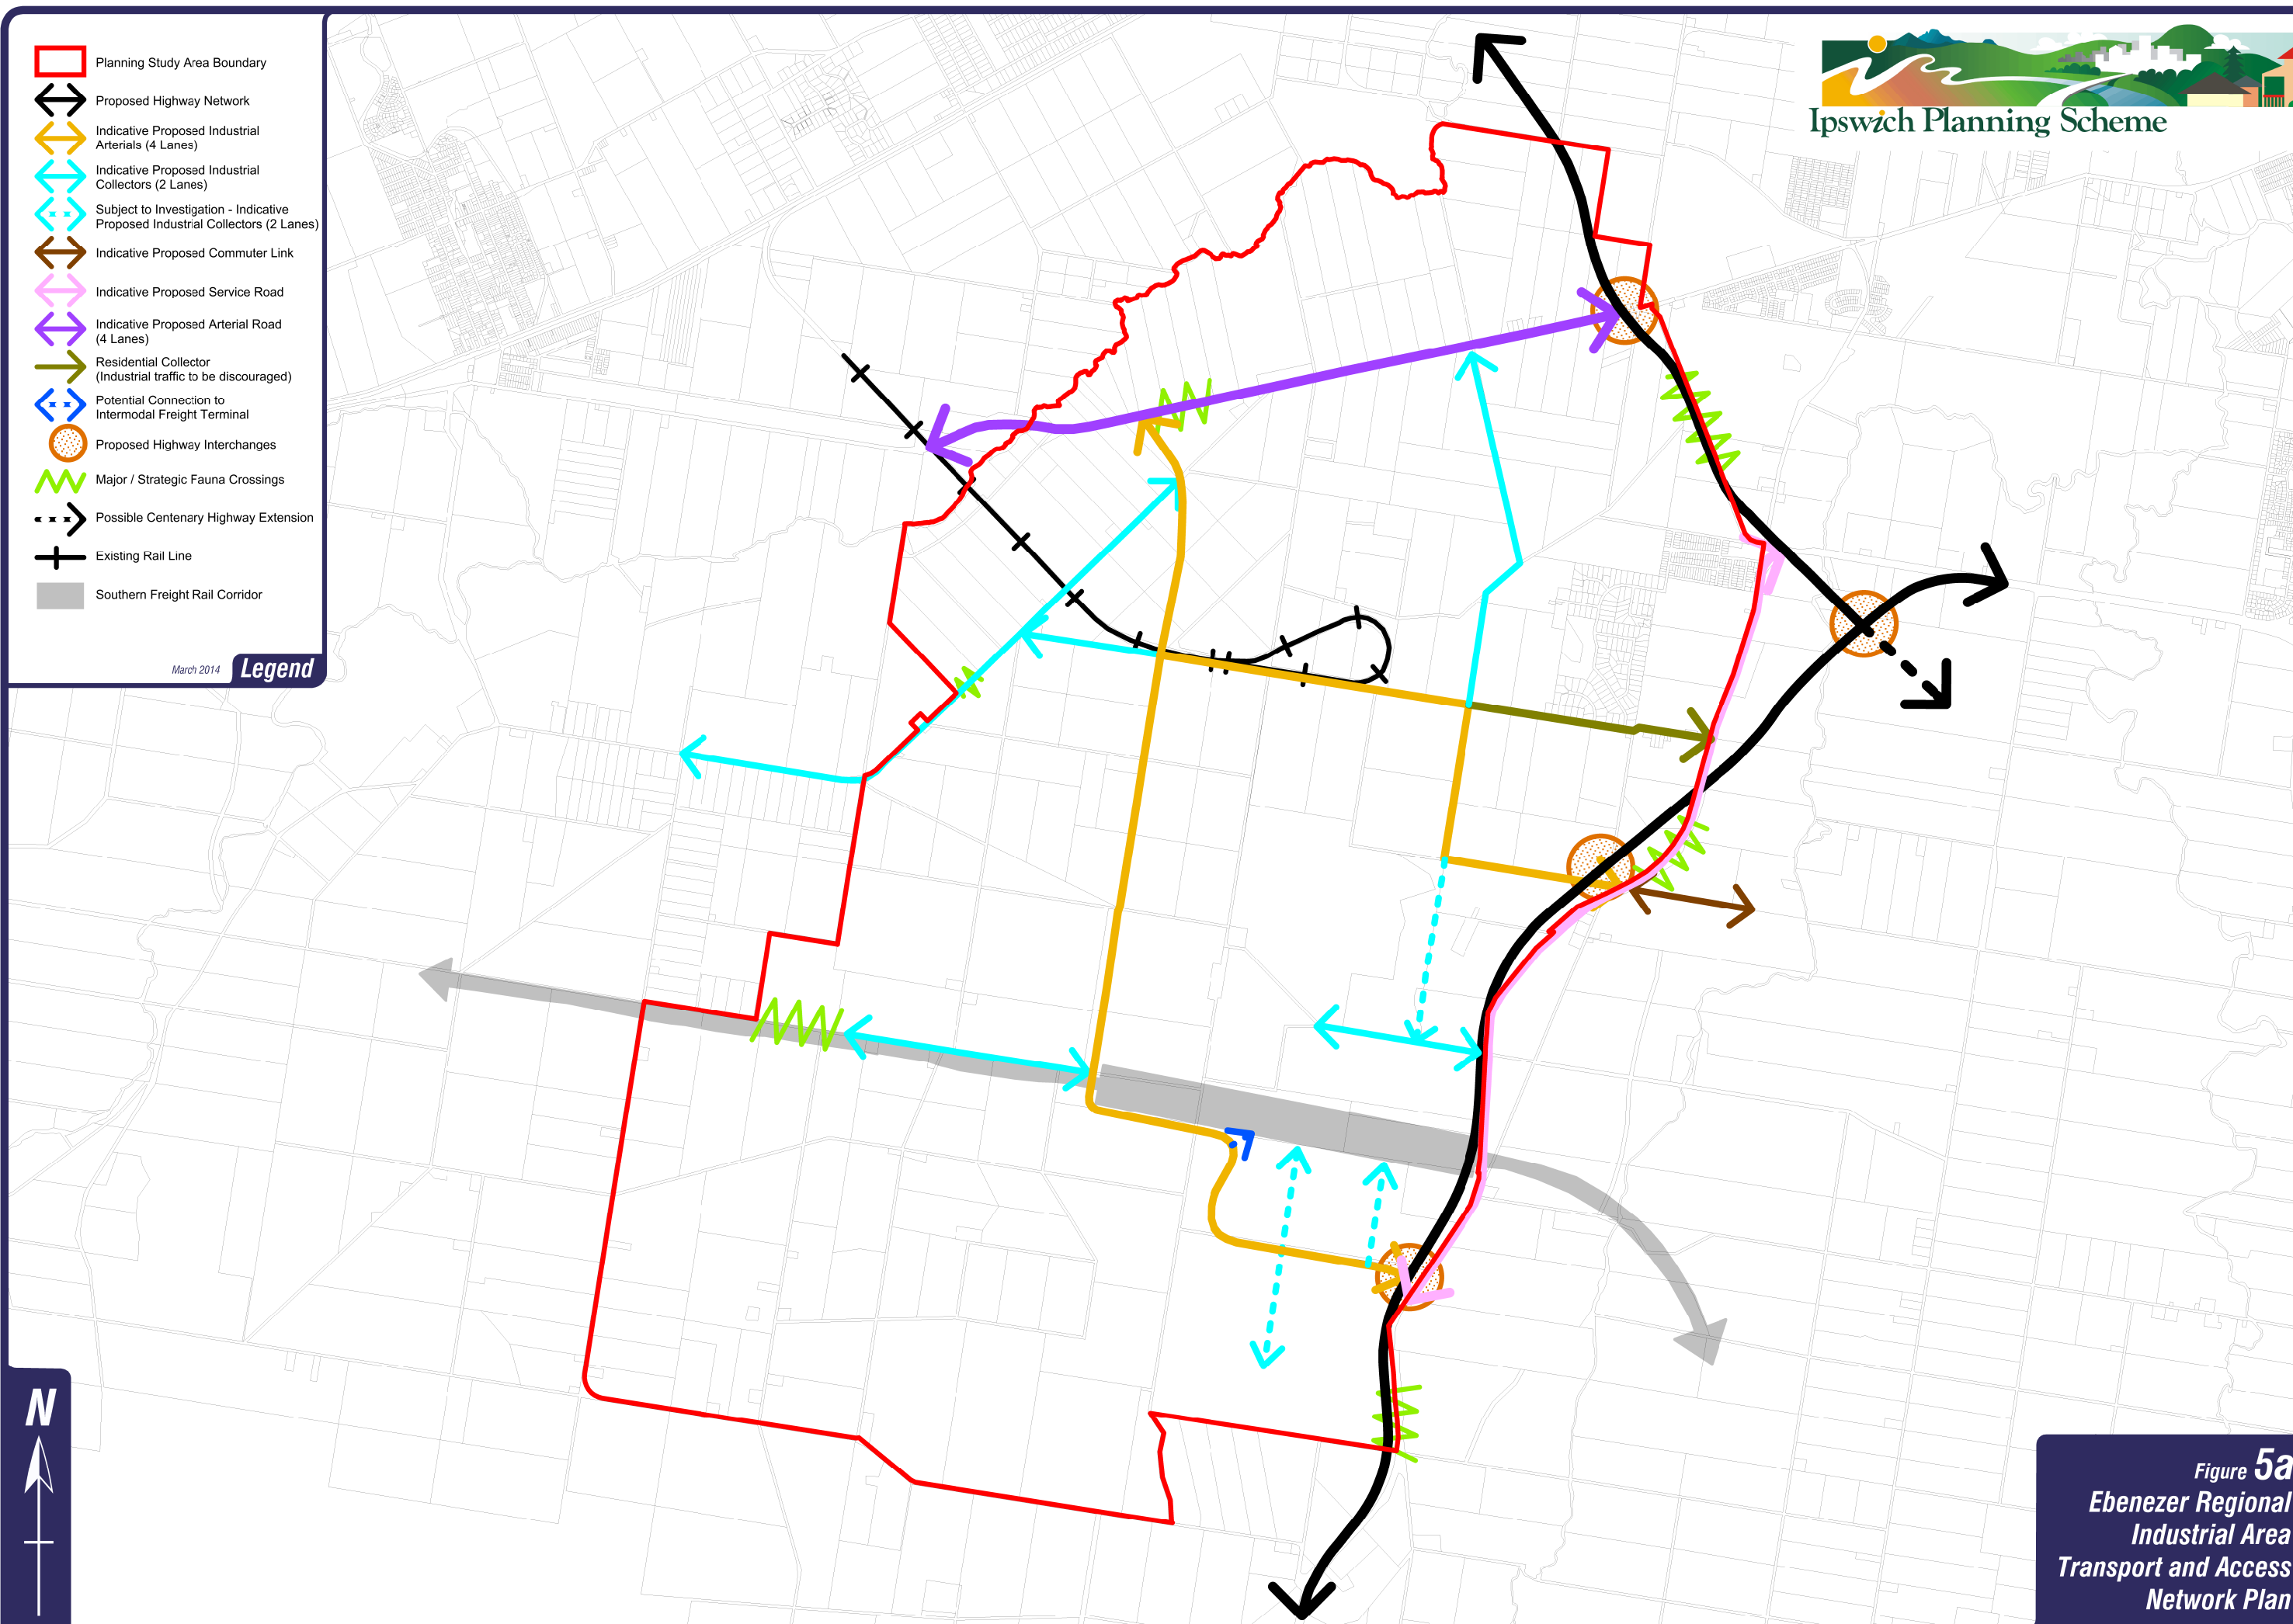 Planning Study Area Boundary
Proposed Highway Network
Indicative Proposed Industrial
Arterials (4 Lanes)
Indicative Proposed Industrial
Collectors (2 Lanes)
Subject to Investigation - Indicative
Proposed Industrial Collectors (2 Lanes)
Indicative Proposed Commuter Link
Indicative Proposed Service Road
Indicative Proposed Arterial Road
(4 Lanes)
Residential Collector
(Industrial traffic to be discouraged)
Potential Connection to
Intermodal Freight Terminal
Proposed Highway Interchanges
Major / Strategic Fauna Crossings
Possible Centenary Highway Extension
Existing Rail Line
Southern Freight Rail Corridor
March 2014
Legend
Ipswich Planning Scheme
N
Figure 5a
Ebenezer Regional
Industrial Area
Transport and Access
Network Plan